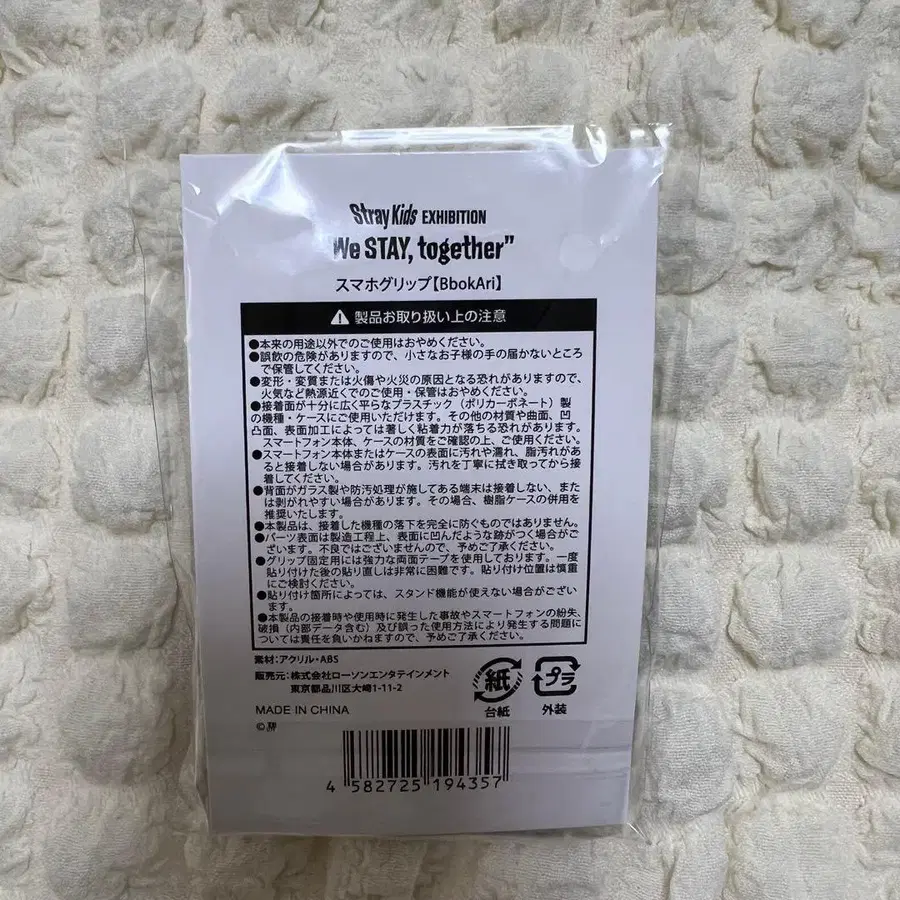 Stray Kids EXHIBITION
We STAY, together"
スマホグリップ【BbokAri】
製品お取り扱い上の注意
●本来の用途以外でのご使用はおやめください。
●誤飲の危険がありますので、小さなお子様の手の届かないところ
で保管してください。
●変形・変質または火傷や火災の原因となる恐れがありますので、
火気など熱源近くでのご使用・保管はおやめください。
●接着面が十分に広く平らなプラスチック（ポリカーボネート）製
の機種・ケースにご使用いただけます。その他の材質や曲面、凹
凸面、表面加工によっては著しく粘着力が落ちる恐れがあります。
スマートフォン本体、ケースの材質をご確認の上、ご使用ください。
●スマートフォン本体またはケースの表面に汚れや濡れ、脂汚れがあ
ると接着しない場合があります。汚れを丁寧に拭き取ってから接
着してください。
●背面がガラス製や防汚処理が施してある端末は接着しない、また
は剥がれやすい場合があります。その場合、樹脂ケースの併用を
推奨いたします。
●本製品は、接着した機種の落下を完全に防ぐものではありません。
●パーツ表面は製造工程上、表面に凹んだような跡がつく場合がご
ざいます。不良ではございませんので、予めご了承ください。
●グリップ固定用には強力な両面テープを使用しております。一度
貼り付けた後の貼り直しは非常に困難です。貼り付け位置は慎重
にご検討ください。
●貼り付け箇所によっては、スタンド機能が使えない場合がござい
ます。
●本製品の接着時や使用時に発生した事故やスマートフォンの紛失、
破損（内部データ含む）及び誤った使用方法により発生する問題に
ついては責任を負いかねますので、予めご了承ください。
素材：アクリル・ABS
販売元：株式会社ローソンエンタテインメント
東京都品川区大崎1-11-2
紙
台紙
プラ
外装
MADE IN CHINA
©
4 582725 194357